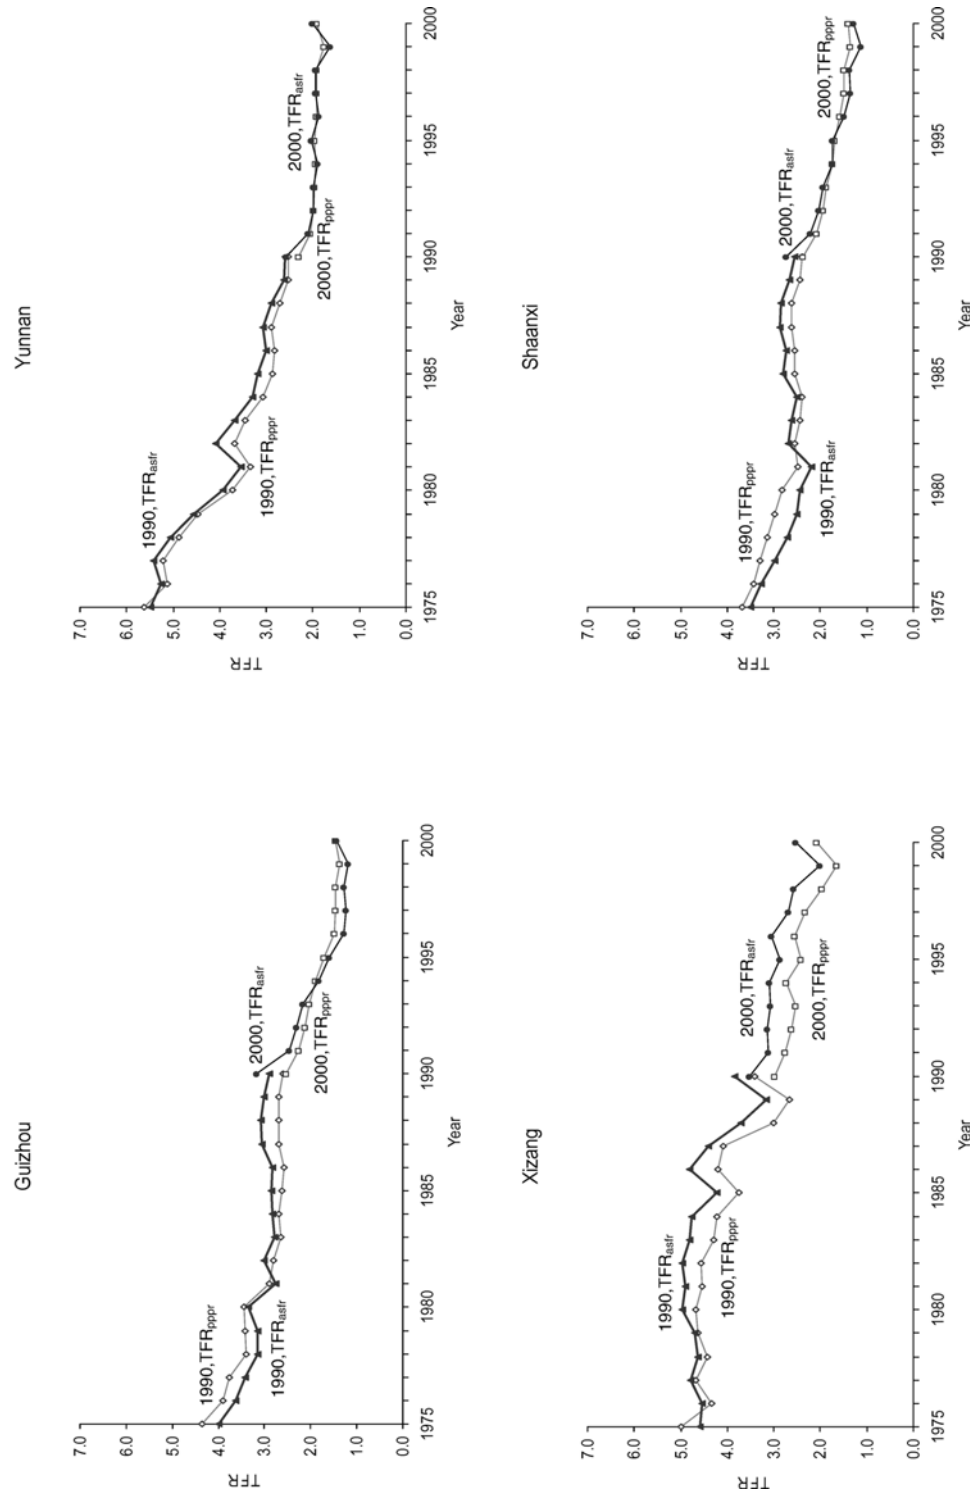 Guizhou
7.0
6.0
5.0
4.0
3.0
2.0
1.0
0.0
TFR
1990,TFRpppr
1990,TFRasfr
2000,TFRasfr
2000,TFRpppr
1975
1980
1985
1990
1995
2000
Year
Yunnan
7.0
6.0
5.0
4.0
3.0
2.0
1.0
0.0
TFR
1990,TFRasfr
1990,TFRpppr
2000,TFRasfr
2000,TFRpppr
1975
1980
1985
1990
1995
2000
Year
Xizang
7.0
6.0
5.0
4.0
3.0
2.0
1.0
0.0
TFR
1990,TFRasfr
1990,TFRpppr
2000,TFRasfr
2000,TFRpppr
1975
1980
1985
1990
1995
2000
Year
Shaanxi
7.0
6.0
5.0
4.0
3.0
2.0
1.0
0.0
TFR
1990,TFRpppr
1990,TFRasfr
2000,TFRasfr
2000,TFRpppr
1975
1980
1985
1990
1995
2000
Year